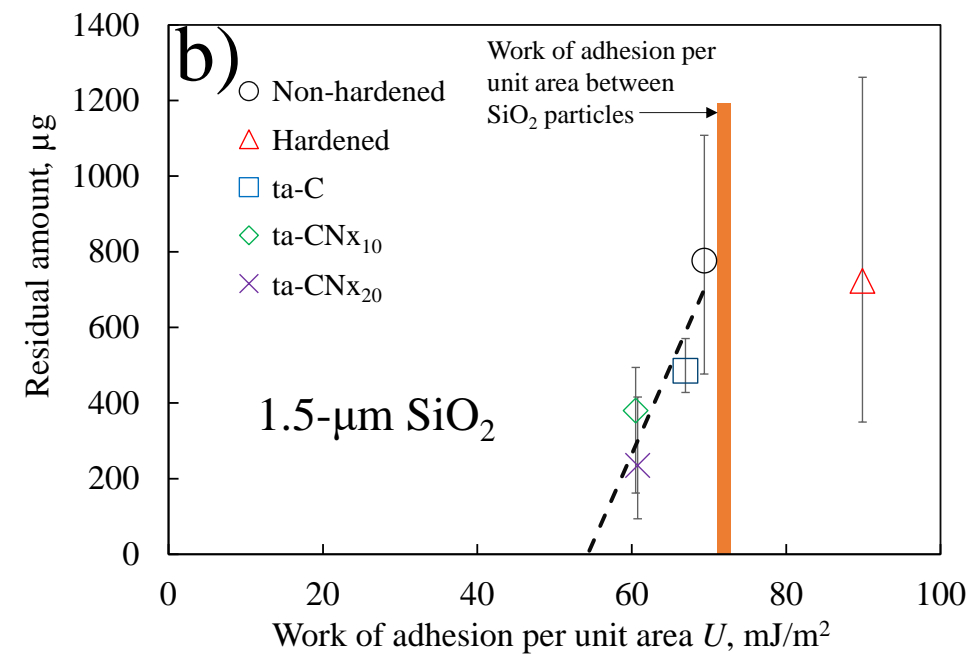 b)
1400
1200
1000
800
600
400
200
0
Residual amount, µg
Non-hardened
Hardened
ta-C
ta-CNx₁₀
ta-CNx₂₀
Work of adhesion per
unit area between
SiO₂ particles
1.5-μm SiO₂
0 20 40 60 80 100
Work of adhesion per unit area U, mJ/m²